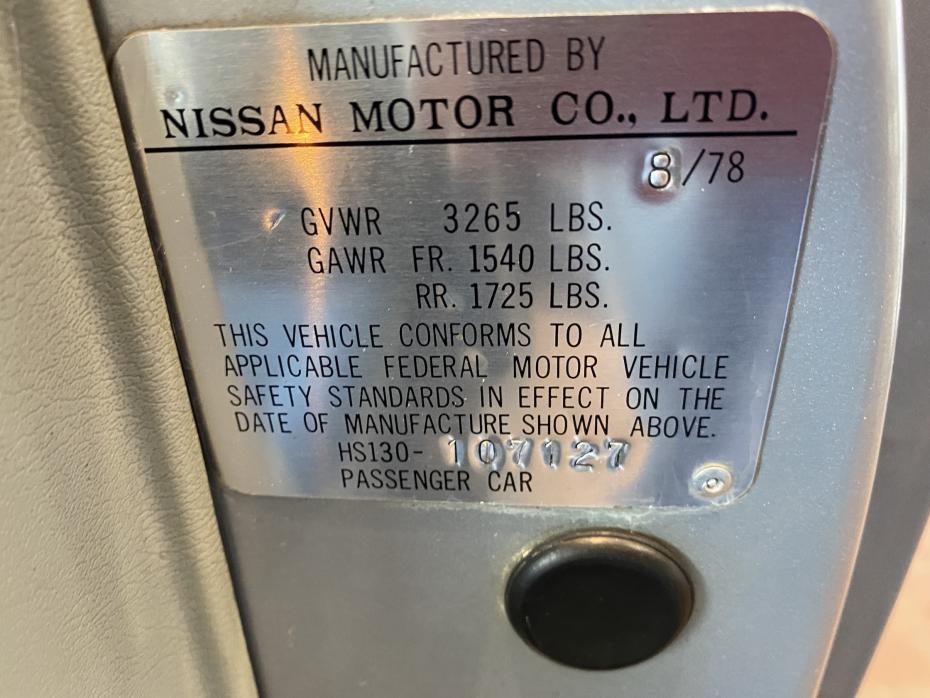 MANUFACTURED BY
NISSAN MOTOR CO., LTD.
8/78
GVWR 3265 LBS.
GAWR FR. 1540 LBS.
RR. 1725 LBS.
THIS VEHICLE CONFORMS TO ALL
APPLICABLE FEDERAL MOTOR VEHICLE
SAFETY STANDARDS IN EFFECT ON THE
DATE OF MANUFACTURE SHOWN ABOVE.
HS130- 107127
PASSENGER CAR